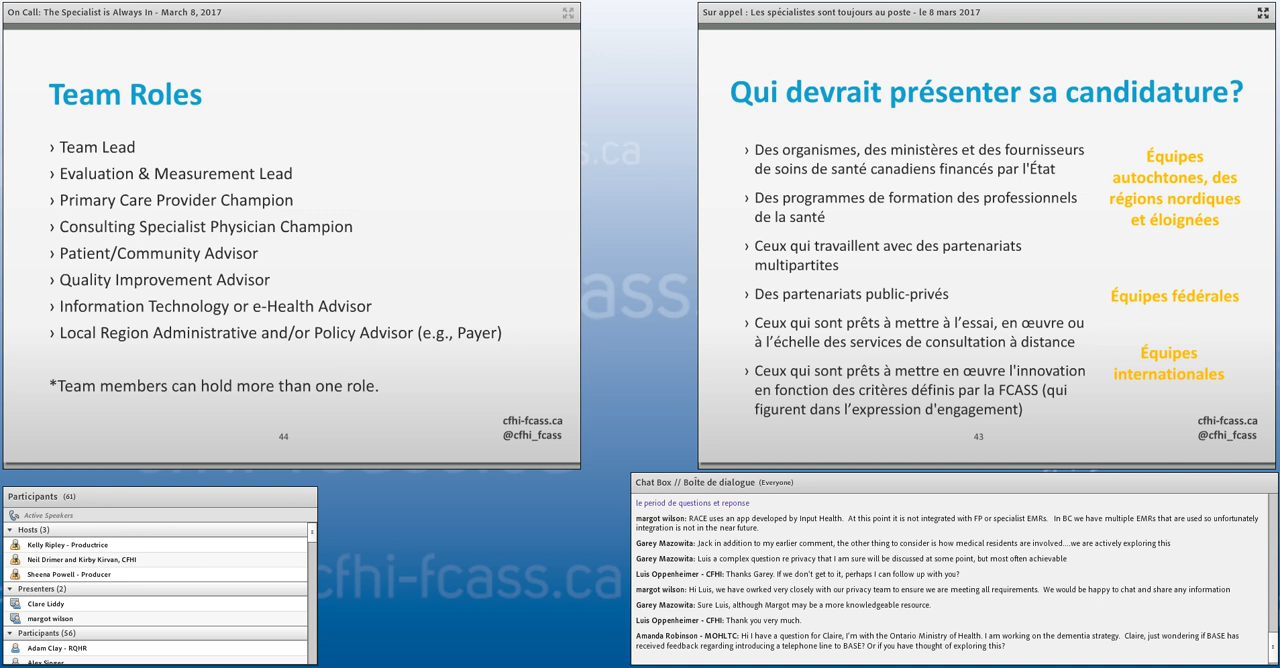 On Call: The Specialist is Always In - March 8, 2017
Team Roles
› Team Lead
› Evaluation & Measurement Lead
› Primary Care Provider Champion
› Consulting Specialist Physician Champion
› Patient/Community Advisor
› Quality Improvement Advisor
› Information Technology or e-Health Advisor
› Local Region Administrative and/or Policy Advisor (e.g., Payer)
*Team members can hold more than one role.
cfhi-fcass.ca
@cfhi_fcass
44
Sur appel : Les spécialistes sont toujours au poste - le 8 mars 2017
Qui devrait présenter sa candidature?
› Des organismes, des ministères et des fournisseurs
de soins de santé canadiens financés par l'État
› Des programmes de formation des professionnels
de la santé
› Ceux qui travaillent avec des partenariats
multipartites
› Des partenariats public-privés
› Ceux qui sont prêts à mettre à l’essai, en œuvre ou
à l’échelle des services de consultation à distance
› Ceux qui sont prêts à mettre en œuvre l'innovation
en fonction des critères définis par la FCASS (qui
figurent dans l’expression d'engagement)
Équipes
autochtones, des
régions nordiques
et éloignées
Équipes fédérales
Équipes
internationales
cfhi-fcass.ca
@cfhi_fcass
43
s.ca
ass.
cfhi-fcass.ca
Participants (61)
Active Speakers
Hosts (3)
Kelly Ripley - Productrice
Neil Drimer and Kirby Kirvan, CFHI
Sheena Powell - Producer
Presenters (2)
Clare Liddy
margot wilson
Participants (56)
Adam Clay - RQHR
Alex Singer
Chat Box // Boîte de dialogue (Everyone)
le period de questions et reponse
margot wilson: RACE uses an app developed by Input Health. At this point it is not integrated with FP or specialist EMRs. In BC we have multiple EMRs that are used so unfortunately
integration is not in the near future.
Garey Mazowita: Jack in addition to my earlier comment, the other thing to consider is how medical residents are involved....we are actively exploring this
Garey Mazowita: Luis a complex question re privacy that I am sure will be discussed at some point, but most often achievable
Luis Oppenheimer - CFHI: Thanks Garey. If we don't get to it, perhaps I can follow up with you?
margot wilson: Hi Luis, we have owrked very closely with our privacy team to ensure we are meeting all requirements. We would be happy to chat and share any information
Garey Mazowita: Sure Luis, although Margot may be a more knowledgeable resource.
Luis Oppenheimer - CFHI: Thank you very much.
Amanda Robinson - MOHLTC: Hi I have a question for Claire, I'm with the Ontario Ministry of Health. I am working on the dementia strategy. Claire, just wondering if BASE has
received feedback regarding introducing a telephone line to BASE? Or if you have thought of exploring this?